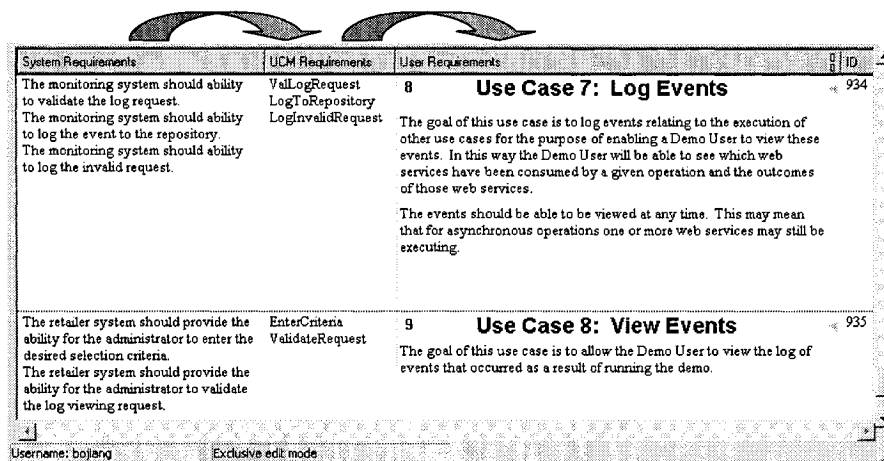 System Requirements
UCM Requirements
User Requirements
ID
The monitoring system should ability
to validate the log request.
The monitoring system should ability
to log the event to the repository.
The monitoring system should ability
to log the invalid request.
ValLogRequest
LogToRepository
LogInvalidRequest
8 Use Case 7: Log Events
The goal of this use case is to log events relating to the execution of
other use cases for the purpose of enabling a Demo User to view these
events. In this way the Demo User will be able to see which web
services have been consumed by a given operation and the outcomes
of those web services.
The events should be able to be viewed at any time. This may mean
that for asynchronous operations one or more web services may still be
executing.
934
The retailer system should provide the
ability for the administrator to enter the
desired selection criteria.
The retailer system should provide the
ability for the administrator to validate
the log viewing request.
EnterCriteria
ValidateRequest
9 Use Case 8: View Events
The goal of this use case is to allow the Demo User to view the log of
events that occurred as a result of running the demo.
935
Username: bojiang
Exclusive edit mode